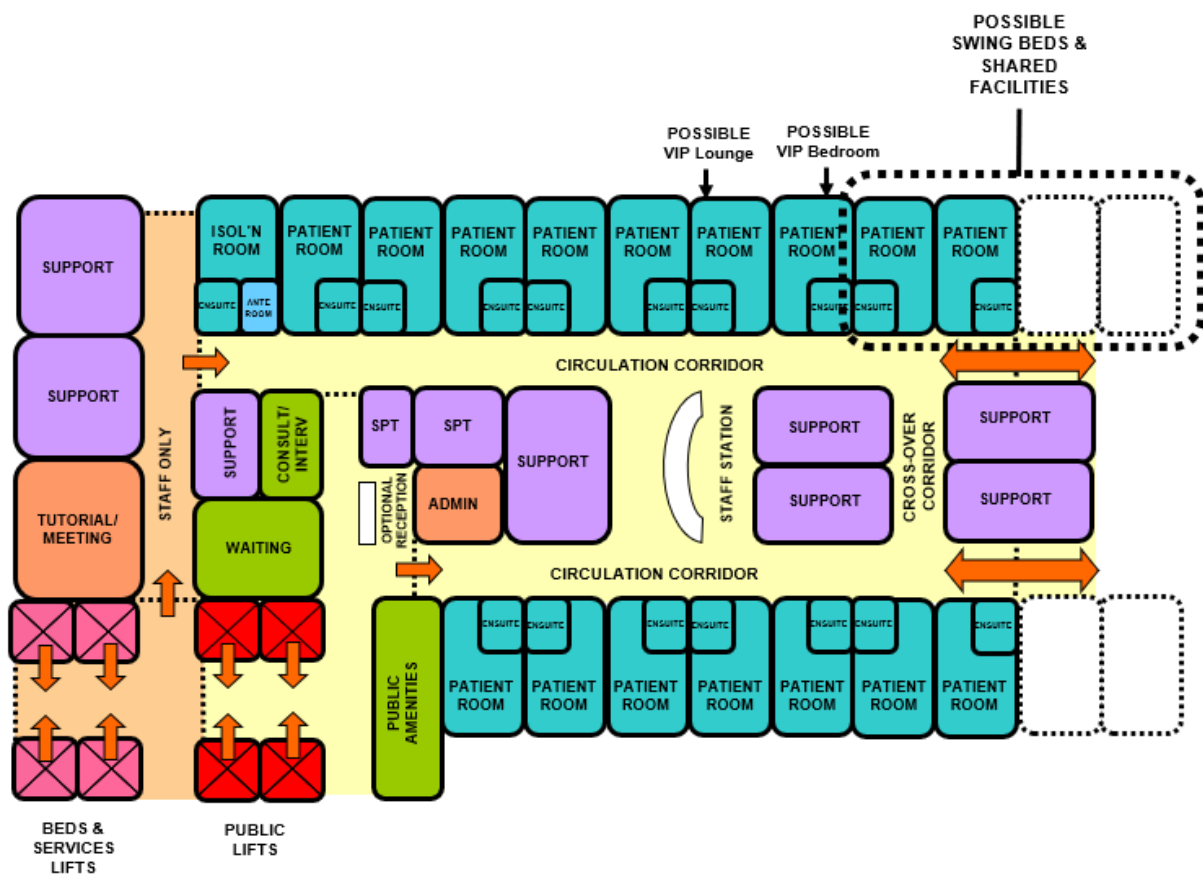 POSSIBLE
SWING BEDS &
SHARED
FACILITIES
POSSIBLE
VIP Lounge
POSSIBLE
VIP Bedroom
SUPPORT
ISOL'N
ROOM
PATIENT
ROOM
PATIENT
ROOM
PATIENT
ROOM
PATIENT
ROOM
PATIENT
ROOM
PATIENT
ROOM
PATIENT
ROOM
PATIENT
ROOM
PATIENT
ROOM
ENSUITE
ANTE
ROOM
ENSUITE
ENSUITE
ENSUITE
ENSUITE
ENSUITE
ENSUITE
ENSUITE
ENSUITE
ENSUITE
CIRCULATION CORRIDOR
SUPPORT
STAFF ONLY
SUPPORT
CONSULT/
INTERV
SPT
SPT
SUPPORT
STAFF STATION
SUPPORT
CROSS-OVER
CORRIDOR
SUPPORT
TUTORIAL/
MEETING
WAITING
OPTIONAL
RECEPTION
ADMIN
SUPPORT
SUPPORT
CIRCULATION CORRIDOR
PUBLIC
AMENITIES
ENSUITE
ENSUITE
ENSUITE
ENSUITE
ENSUITE
ENSUITE
ENSUITE
PATIENT
ROOM
PATIENT
ROOM
PATIENT
ROOM
PATIENT
ROOM
PATIENT
ROOM
PATIENT
ROOM
PATIENT
ROOM
BEDS &
SERVICES
LIFTS
PUBLIC
LIFTS